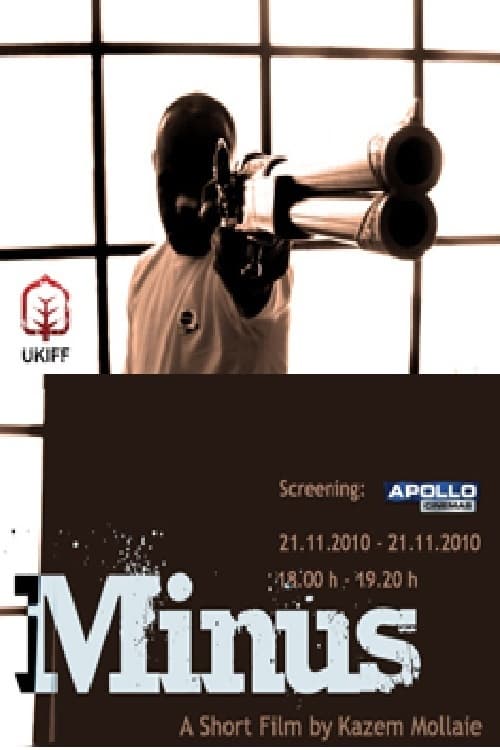 UKIFF
Screening: APOLLO
CINEMAS
21.11.2010 - 21.11.2010
18.00 h - 19.20 h
Minus
A Short Film by Kazem Mollaie